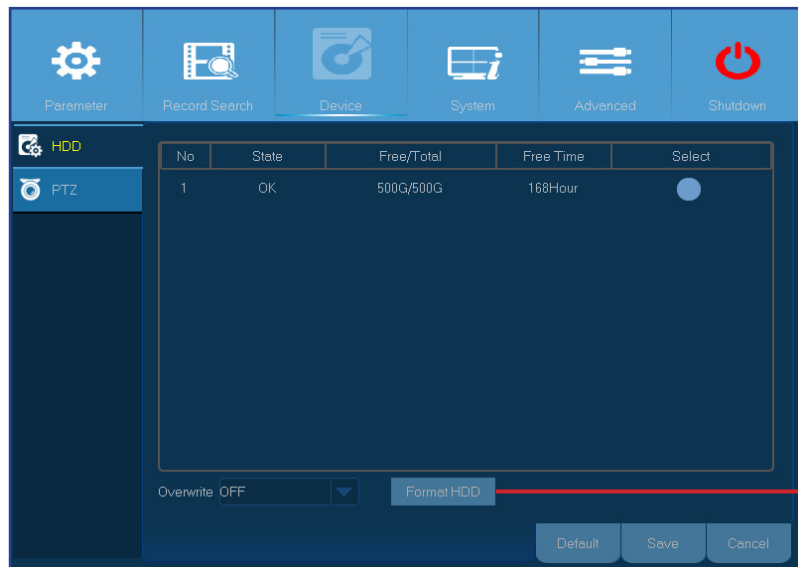 Parameter Record Search Device System Advanced Shutdown
HDD
PTZ
No State Free/Total Free Time Select
1 OK 500G/500G 168Hour
Overwrite OFF Format HDD
Default Save Cancel